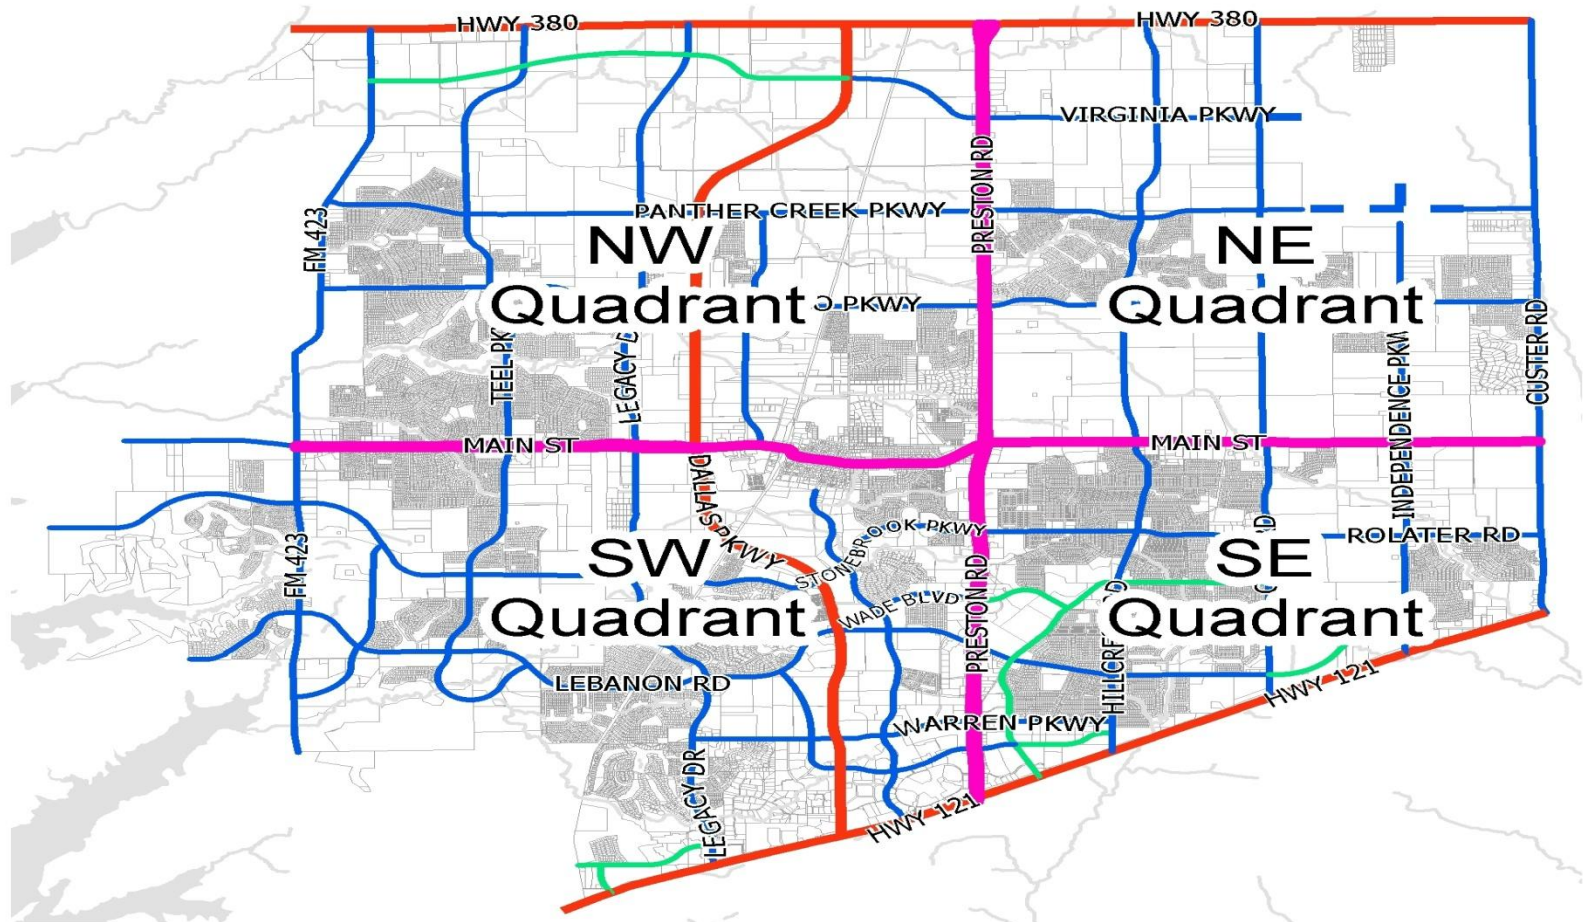 HWY 380
HWY 380
VIRGINIA PKWY
PRESTON RD
PANTHER CREEK PKWY
FM 423
NW
Quadrant
NE
Quadrant
PKWY
TEEL
LEGACY
INDEPENDENCE
CUSTER RD
MAIN ST
MAIN ST
DALLAS PKWY
STONEBROOK PKWY
ROLATER RD
FM 423
SW
Quadrant
SE
Quadrant
WADE BLVD
PRESTON RD
LEBANON RD
HWY 121
WARREN PKWY
LEGACY DR
HWY 121